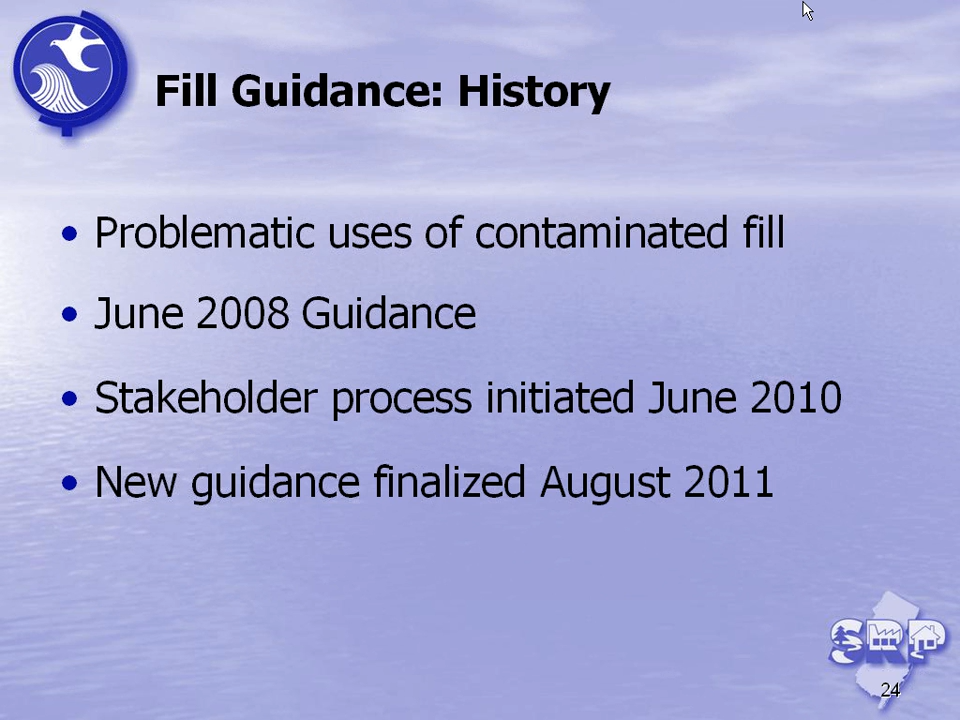 Fill Guidance: History
• Problematic uses of contaminated fill
• June 2008 Guidance
• Stakeholder process initiated June 2010
• New guidance finalized August 2011
SRP
24